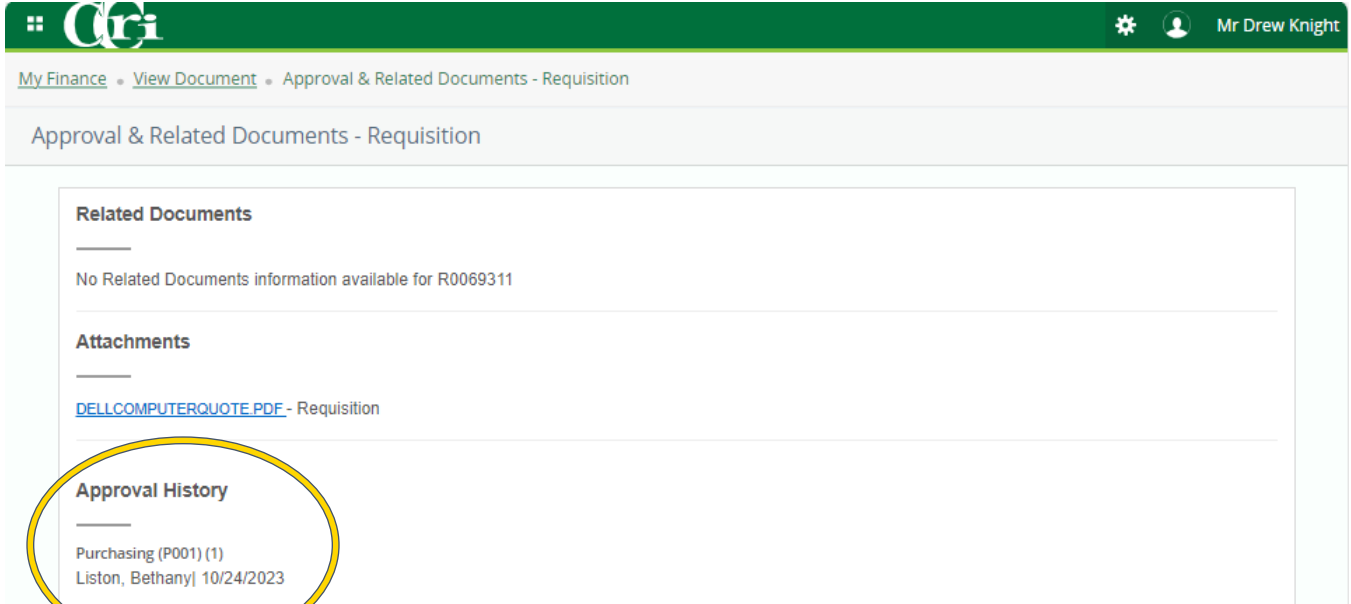 CCri
Mr Drew Knight
My Finance • View Document • Approval & Related Documents - Requisition
Approval & Related Documents - Requisition
Related Documents
No Related Documents information available for R0069311
Attachments
DELLCOMPUTERQUOTE.PDF - Requisition
Approval History
Purchasing (P001) (1)
Liston, Bethany| 10/24/2023